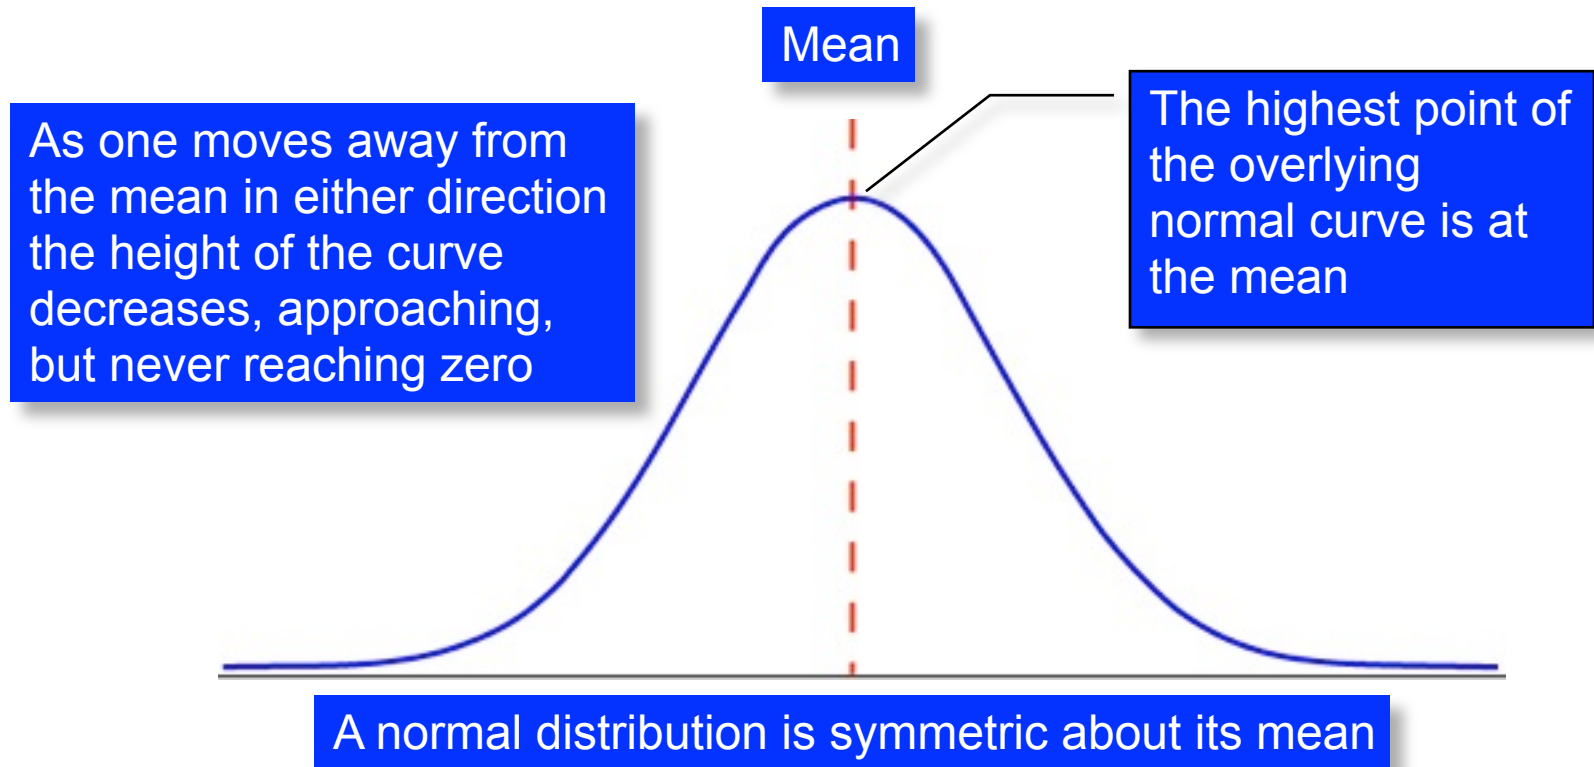 Mean
As one moves away from
the mean in either direction
the height of the curve
decreases, approaching,
but never reaching zero
The highest point of
the overlying
normal curve is at
the mean
A normal distribution is symmetric about its mean